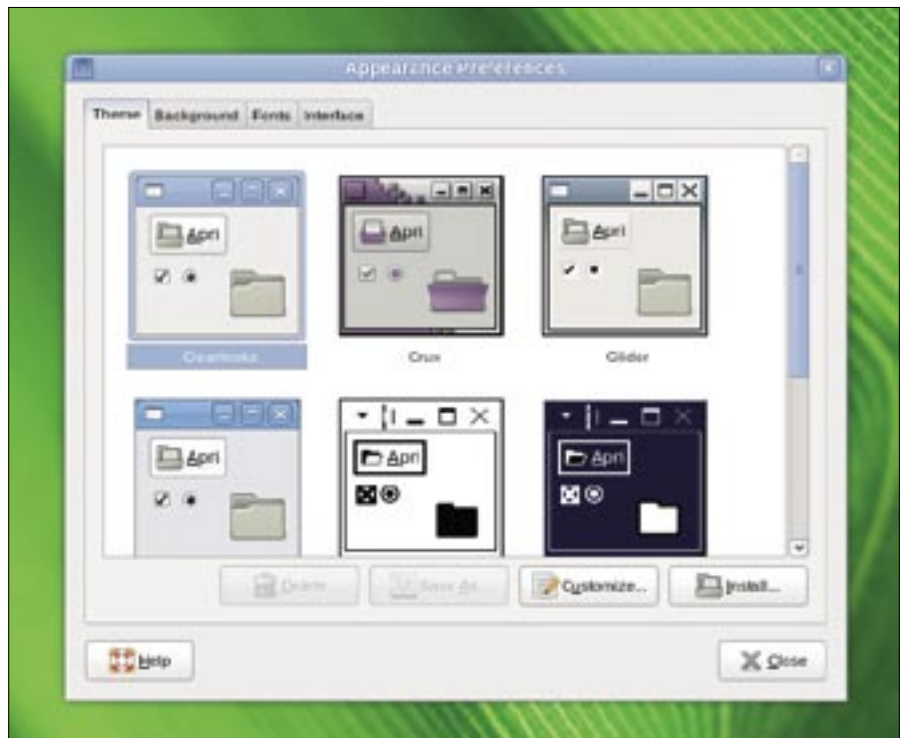 Appearance Preferences
Theme Background Fonts Interface
Apri Apri Apri
Clearlooks Crux Glider
Apri Apri Apri
Delete Save As... Customize... Install...
Help Close